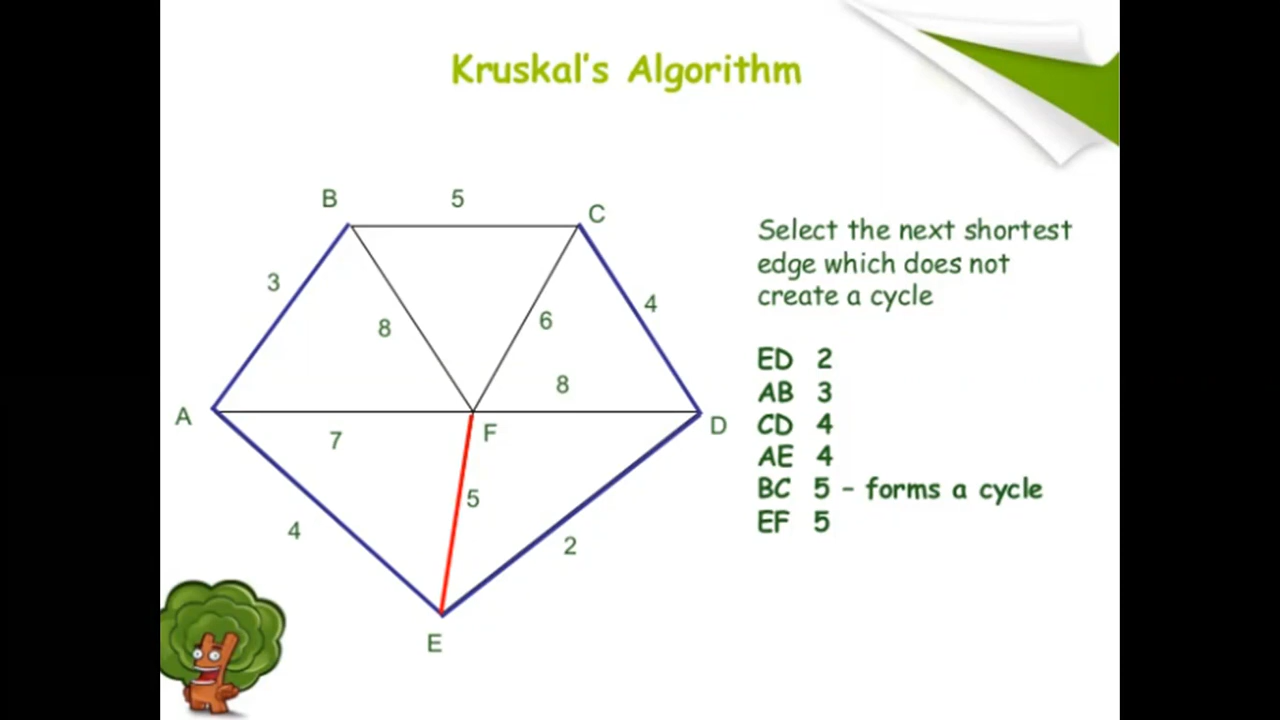 Kruskal's Algorithm
B
5
C
3
8
6
4
8
A
7
F
D
5
4
2
E
Select the next shortest
edge which does not
create a cycle
ED 2
AB 3
CD 4
AE 4
BC 5 – forms a cycle
EF 5